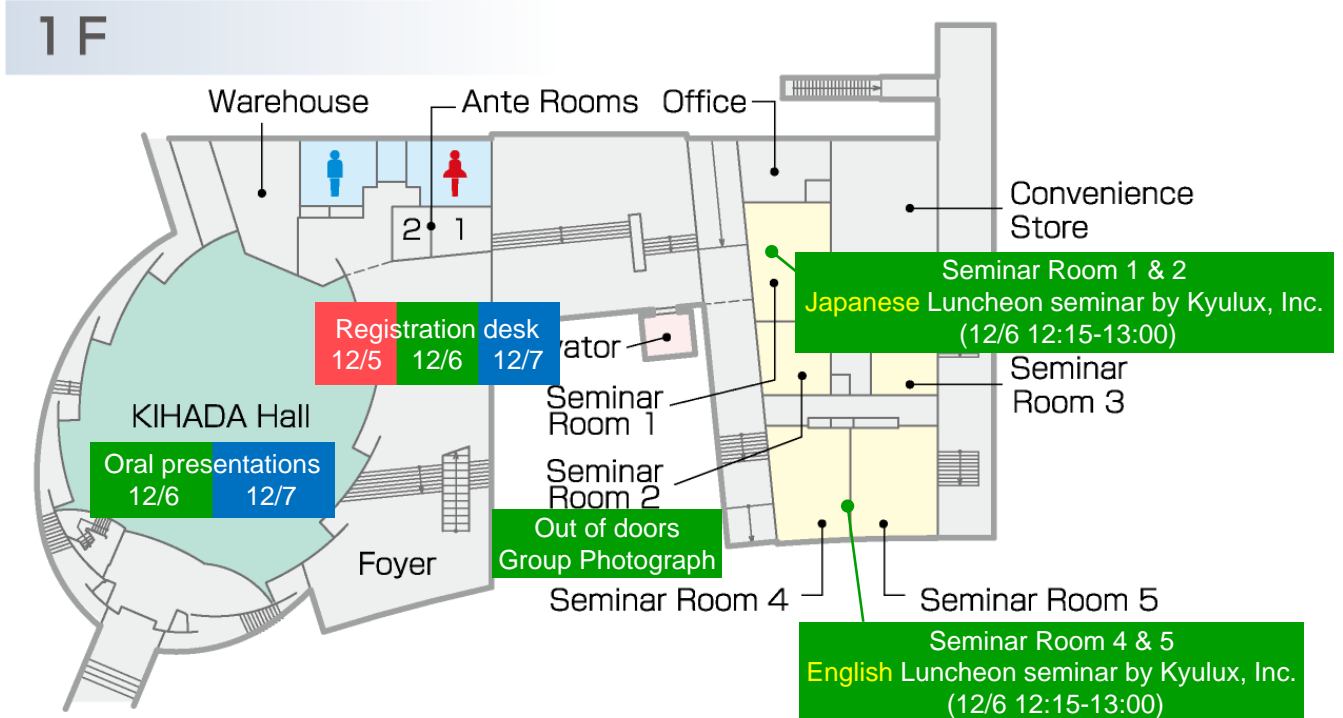 1F
Warehouse
Ante Rooms
Office
2 1
Convenience
Store
Seminar Room 1 & 2
Japanese Luncheon seminar by Kyulux, Inc.
(12/6 12:15-13:00)
Registration desk
12/5 12/6 12/7
vator
Seminar
Room 1
Seminar
Room 3
KIHADA Hall
Oral presentations
12/6 12/7
Seminar
Room 2
Out of doors
Group Photograph
Foyer
Seminar Room 4
Seminar Room 5
Seminar Room 4 & 5
English Luncheon seminar by Kyulux, Inc.
(12/6 12:15-13:00)